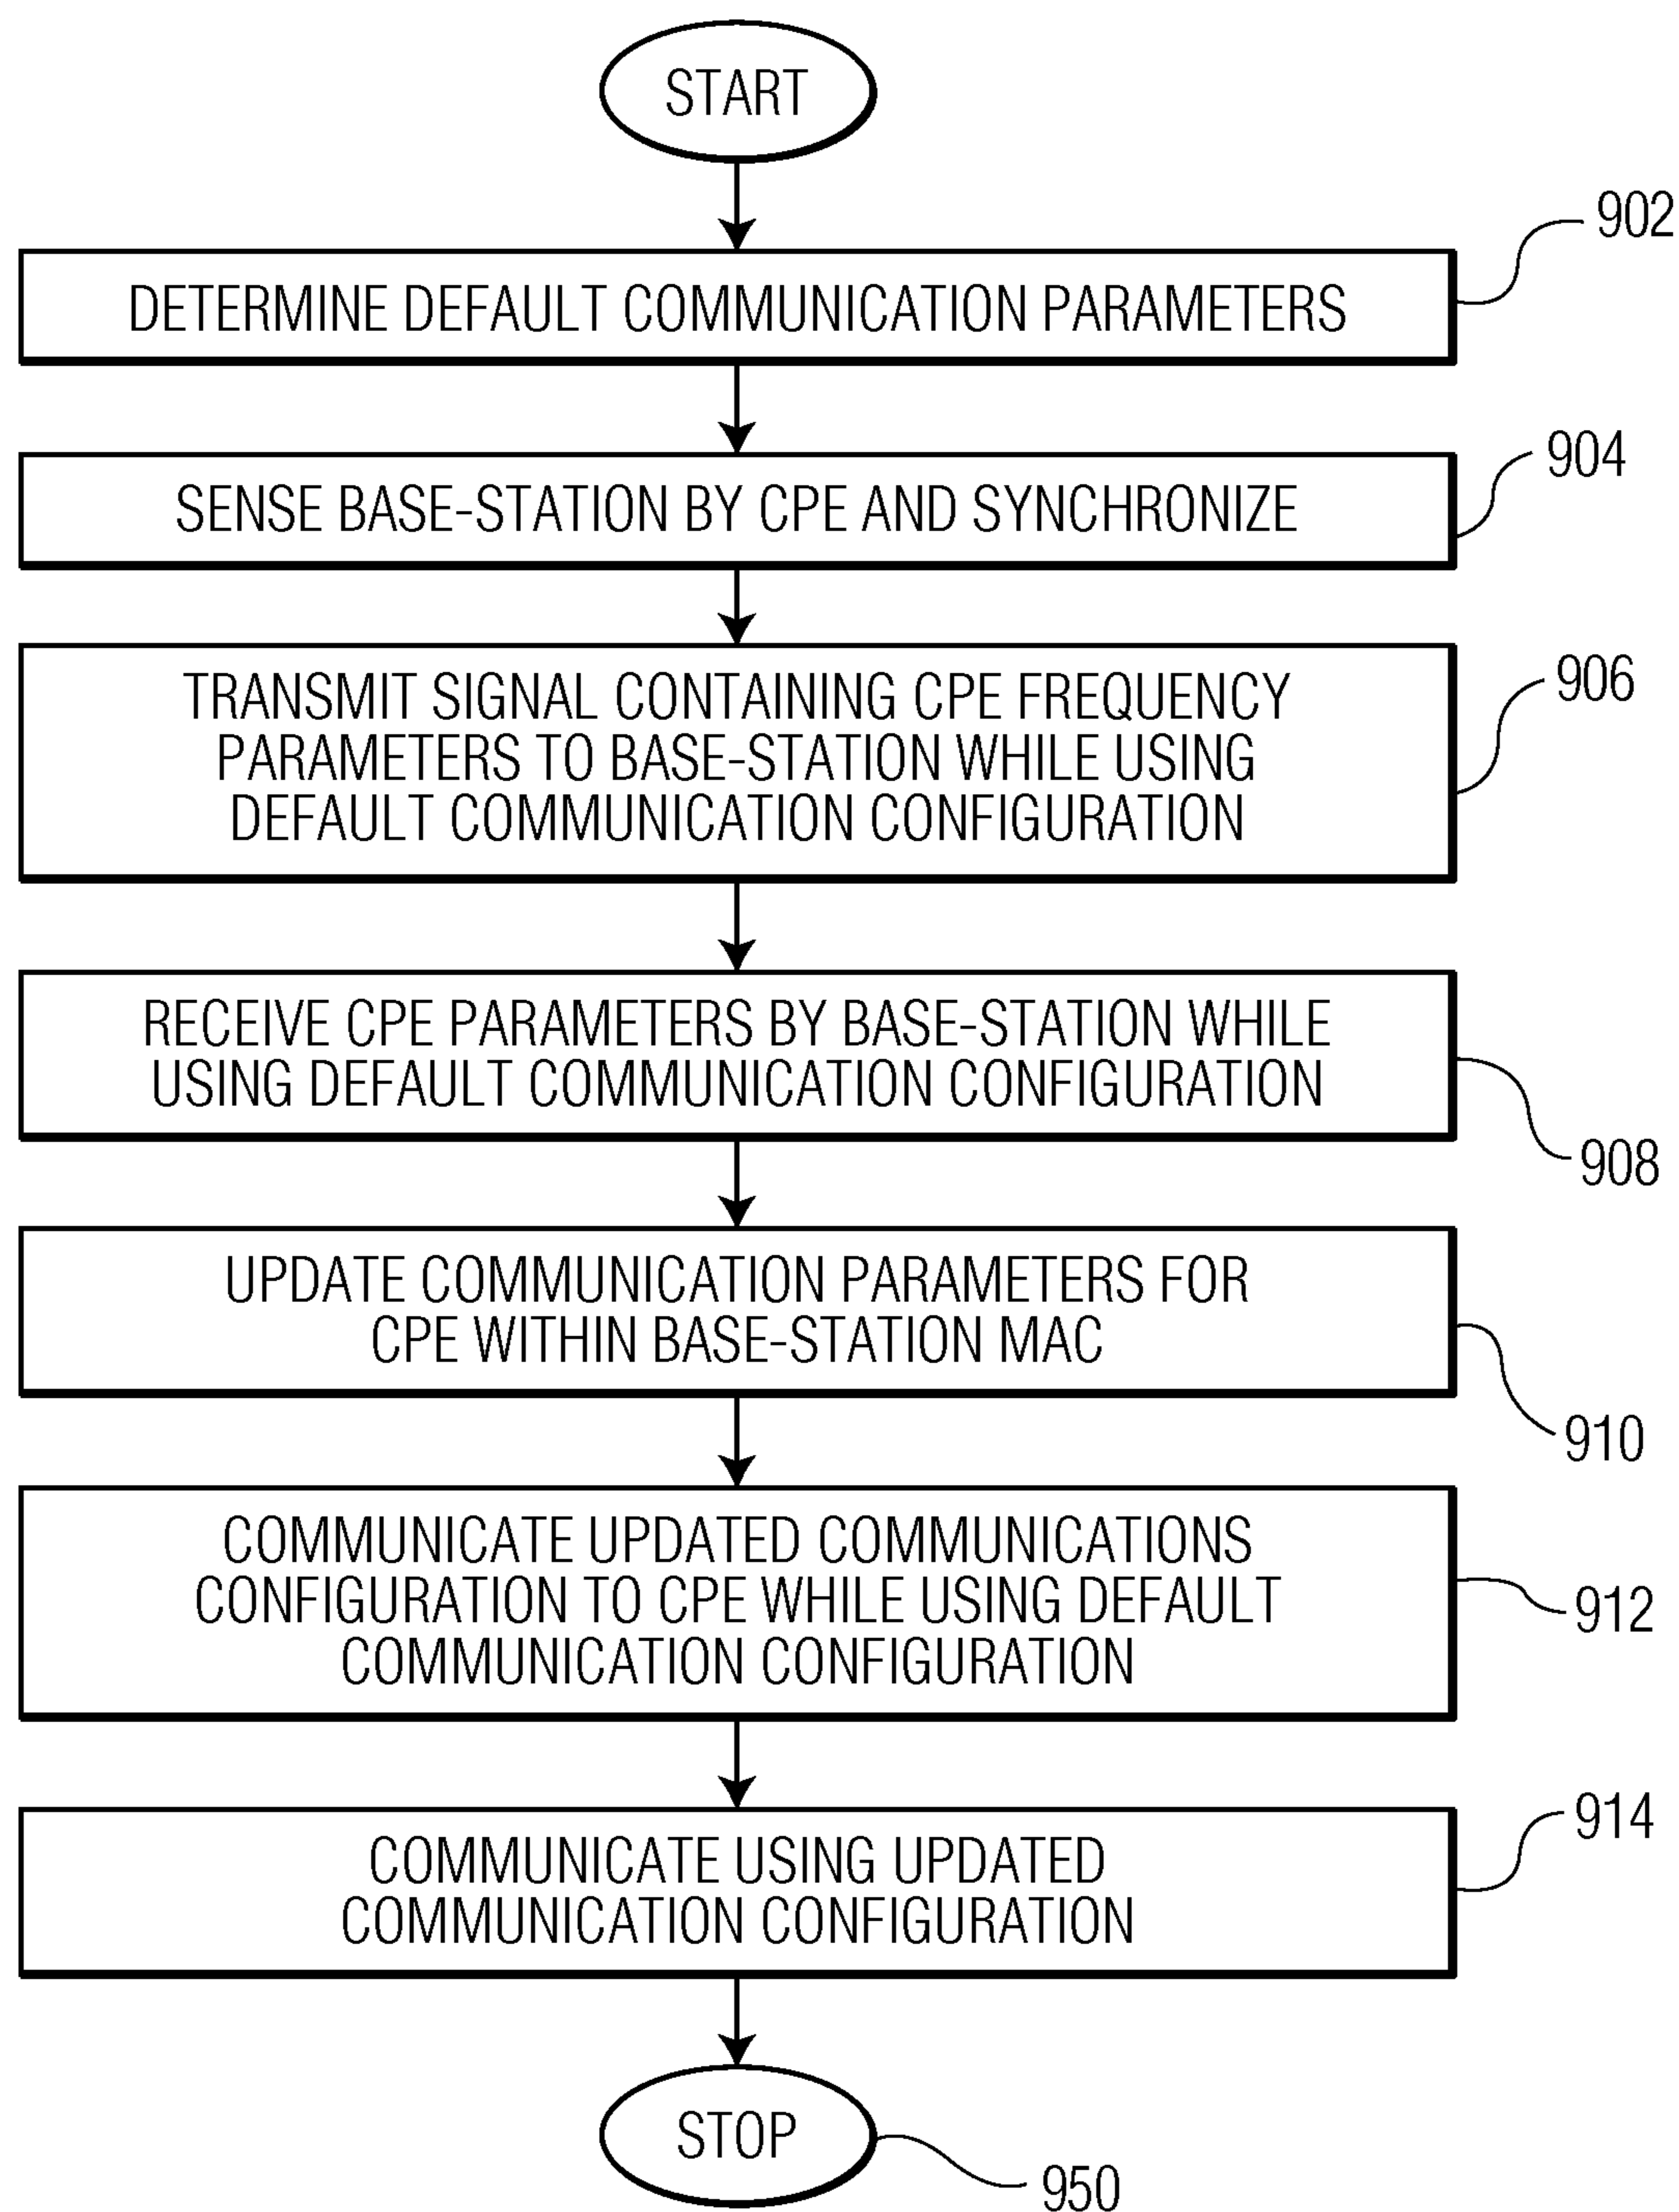 START
902
DETERMINE DEFAULT COMMUNICATION PARAMETERS
904
SENSE BASE-STATION BY CPE AND SYNCHRONIZE
906
TRANSMIT SIGNAL CONTAINING CPE FREQUENCY
PARAMETERS TO BASE-STATION WHILE USING
DEFAULT COMMUNICATION CONFIGURATION
RECEIVE CPE PARAMETERS BY BASE-STATION WHILE
USING DEFAULT COMMUNICATION CONFIGURATION
908
UPDATE COMMUNICATION PARAMETERS FOR
CPE WITHIN BASE-STATION MAC
910
COMMUNICATE UPDATED COMMUNICATIONS
CONFIGURATION TO CPE WHILE USING DEFAULT
COMMUNICATION CONFIGURATION
912
914
COMMUNICATE USING UPDATED
COMMUNICATION CONFIGURATION
STOP
950